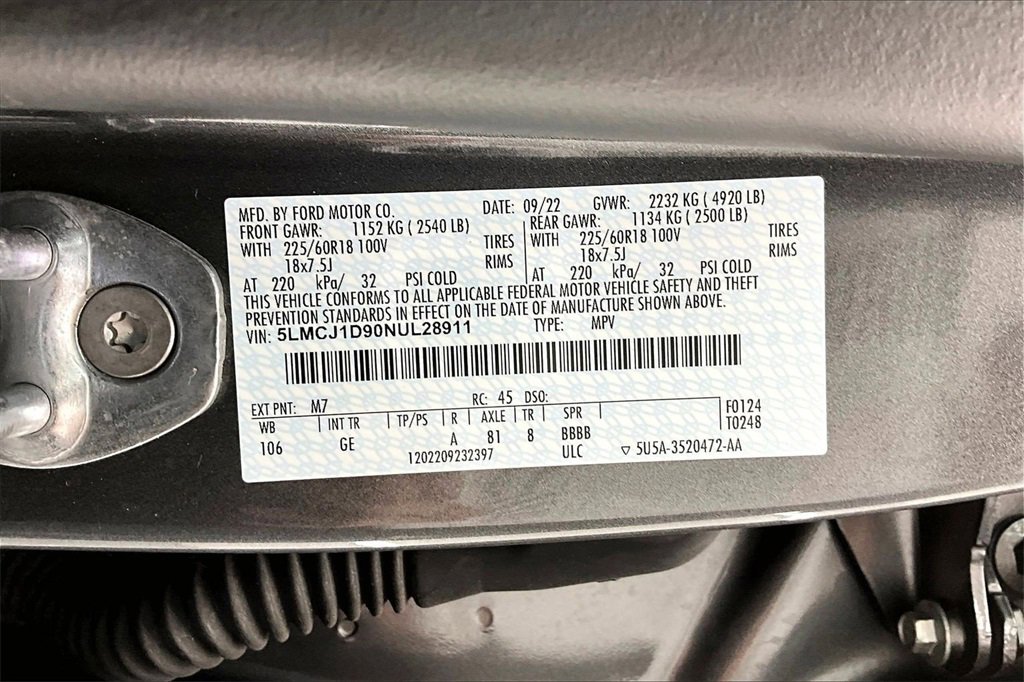 MFD. BY FORD MOTOR CO. DATE: 09/22 GVWR: 2232 KG ( 4920 LB)
FRONT GAWR: 1152 KG ( 2540 LB) REAR GAWR: 1134 KG ( 2500 LB)
WITH 225/60R18 100V TIRES WITH 225/60R18 100V TIRES
18x7.5J RIMS 18x7.5J RIMS
AT 220 kPa/ 32 PSI COLD AT 220 kPa/ 32 PSI COLD
THIS VEHICLE CONFORMS TO ALL APPLICABLE FEDERAL MOTOR VEHICLE SAFETY AND THEFT
PREVENTION STANDARDS IN EFFECT ON THE DATE OF MANUFACTURE SHOWN ABOVE.
VIN: 5LMCJ1D90NUL28911 TYPE: MPV
EXT PNT: M7 RC: 45 DSO:
WB INT TR TP/PS R AXLE TR SPR F0124
106 GE A 81 8 BBBB T0248
1202209232397 ULC ▽ 5U5A-3520472-AA